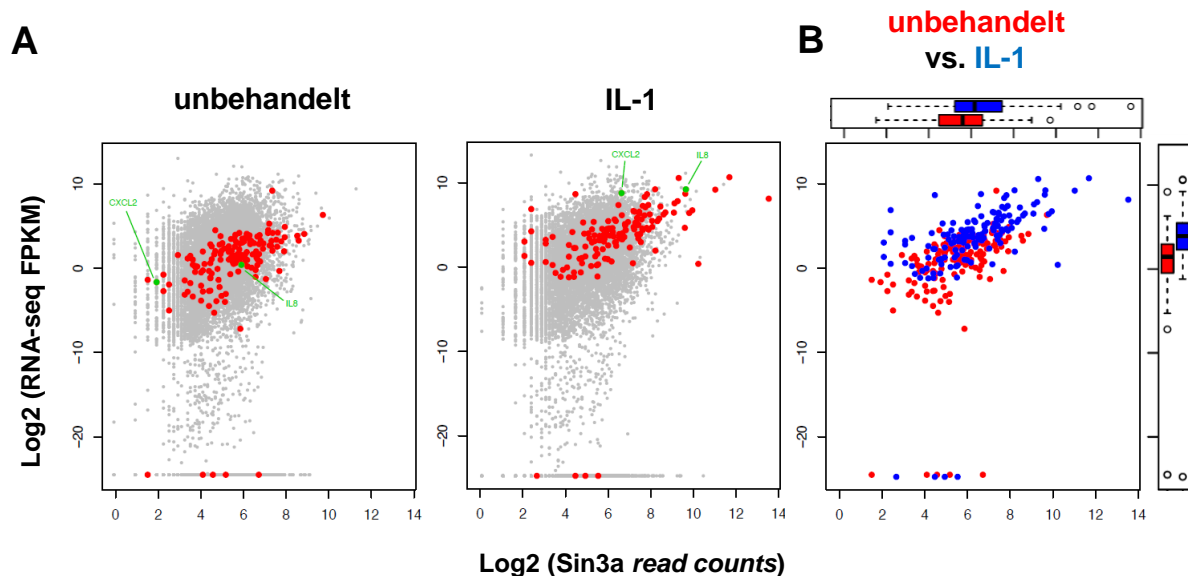 A
B
unbehandelt
vs. IL-1
unbehandelt
IL-1
Log2 (RNA-seq FPKM)
10
0
−10
−20
CXCL2
IL8
0 2 4 6 8 10 12 14
10
0
−10
−20
CXCL2
IL8
0 2 4 6 8 10 12 14
10
0
−10
−20
0 2 4 6 8 10 12 14
Log2 (Sin3a read counts)